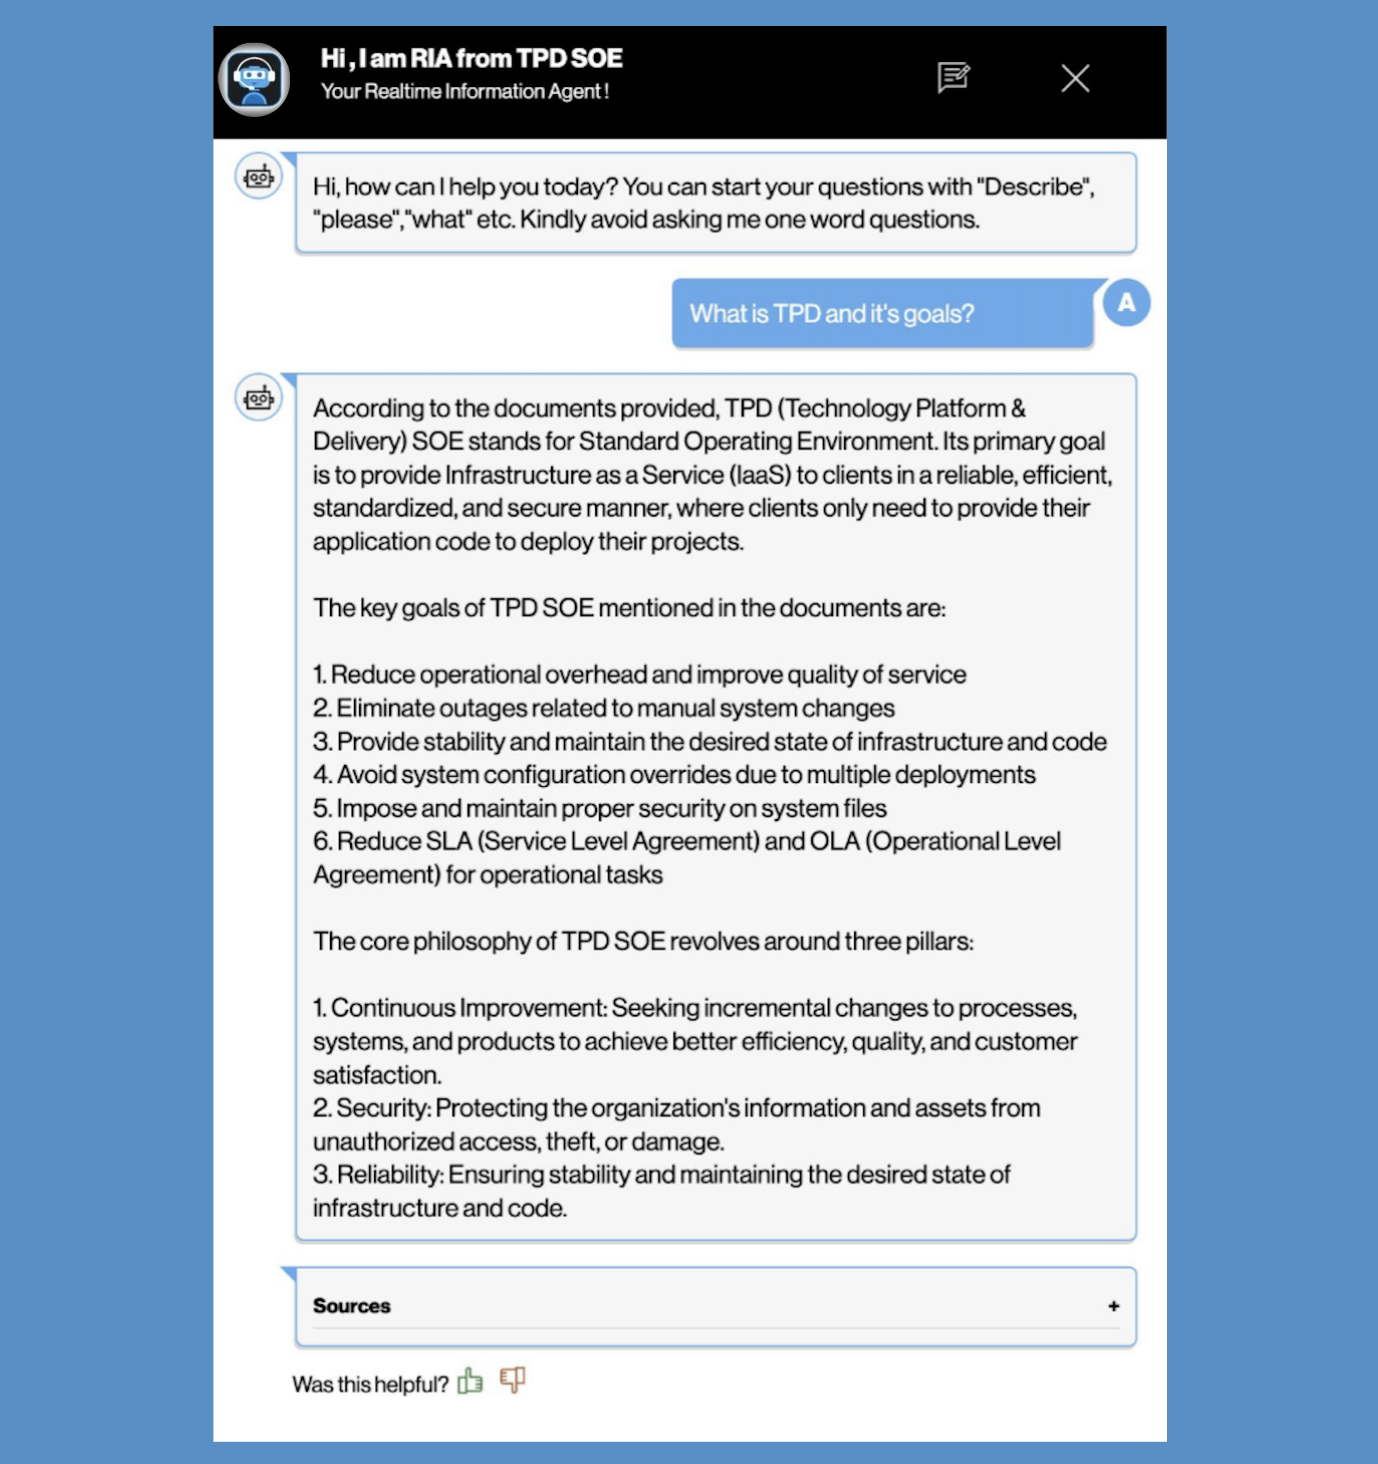 Hi , I am RIA from TPD SOE
Your Realtime Information Agent !
Hi, how can I help you today? You can start your questions with "Describe",
"please","what" etc. Kindly avoid asking me one word questions.
What is TPD and it's goals?
A
According to the documents provided, TPD (Technology Platform &
Delivery) SOE stands for Standard Operating Environment. Its primary goal
is to provide Infrastructure as a Service (IaaS) to clients in a reliable, efficient,
standardized, and secure manner, where clients only need to provide their
application code to deploy their projects.
The key goals of TPD SOE mentioned in the documents are:
1. Reduce operational overhead and improve quality of service
2. Eliminate outages related to manual system changes
3. Provide stability and maintain the desired state of infrastructure and code
4. Avoid system configuration overrides due to multiple deployments
5. Impose and maintain proper security on system files
6. Reduce SLA (Service Level Agreement) and OLA (Operational Level
Agreement) for operational tasks
The core philosophy of TPD SOE revolves around three pillars:
1. Continuous Improvement: Seeking incremental changes to processes,
systems, and products to achieve better efficiency, quality, and customer
satisfaction.
2. Security: Protecting the organization's information and assets from
unauthorized access, theft, or damage.
3. Reliability: Ensuring stability and maintaining the desired state of
infrastructure and code.
Sources +
Was this helpful?